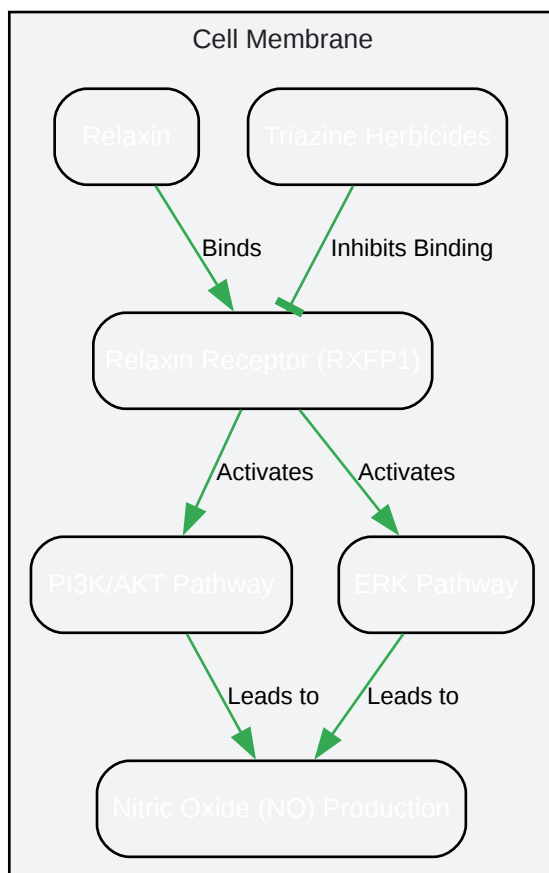 Cell Membrane
Relaxin
Triazine Herbicides
Binds
Inhibits Binding
Relaxin Receptor (RXFP1)
Activates
Activates
PI3K/AKT Pathway
ERK Pathway
Leads to
Leads to
Nitric Oxide (NO) Production